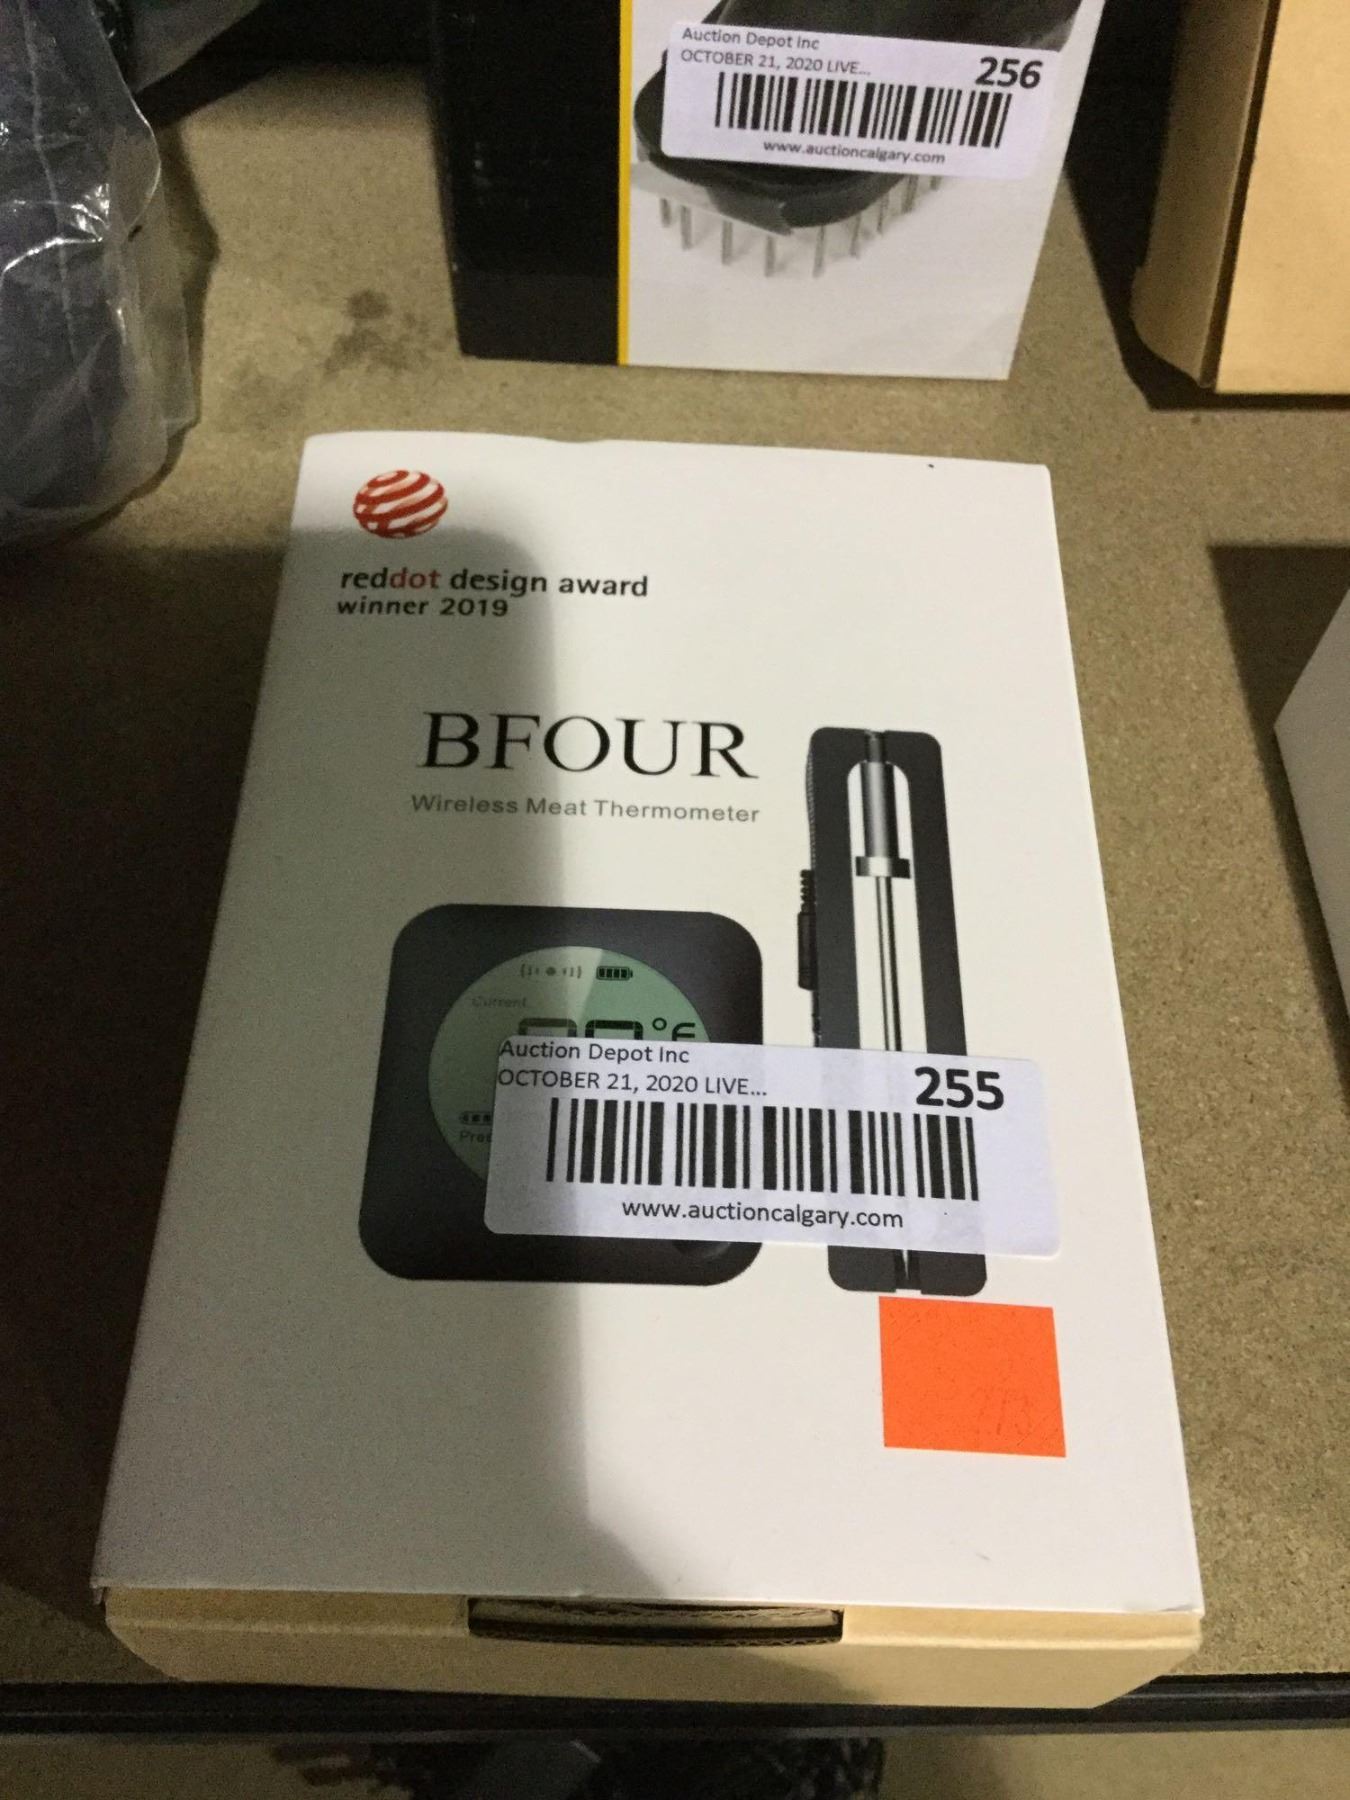 Auction Depot Inc
OCTOBER 21, 2020 LIVE...
256
www.auctioncalgary.com
reddot design award
winner 2019
BFOUR
Wireless Meat Thermometer
Current
°F
Auction Depot Inc
OCTOBER 21, 2020 LIVE...
255
www.auctioncalgary.com